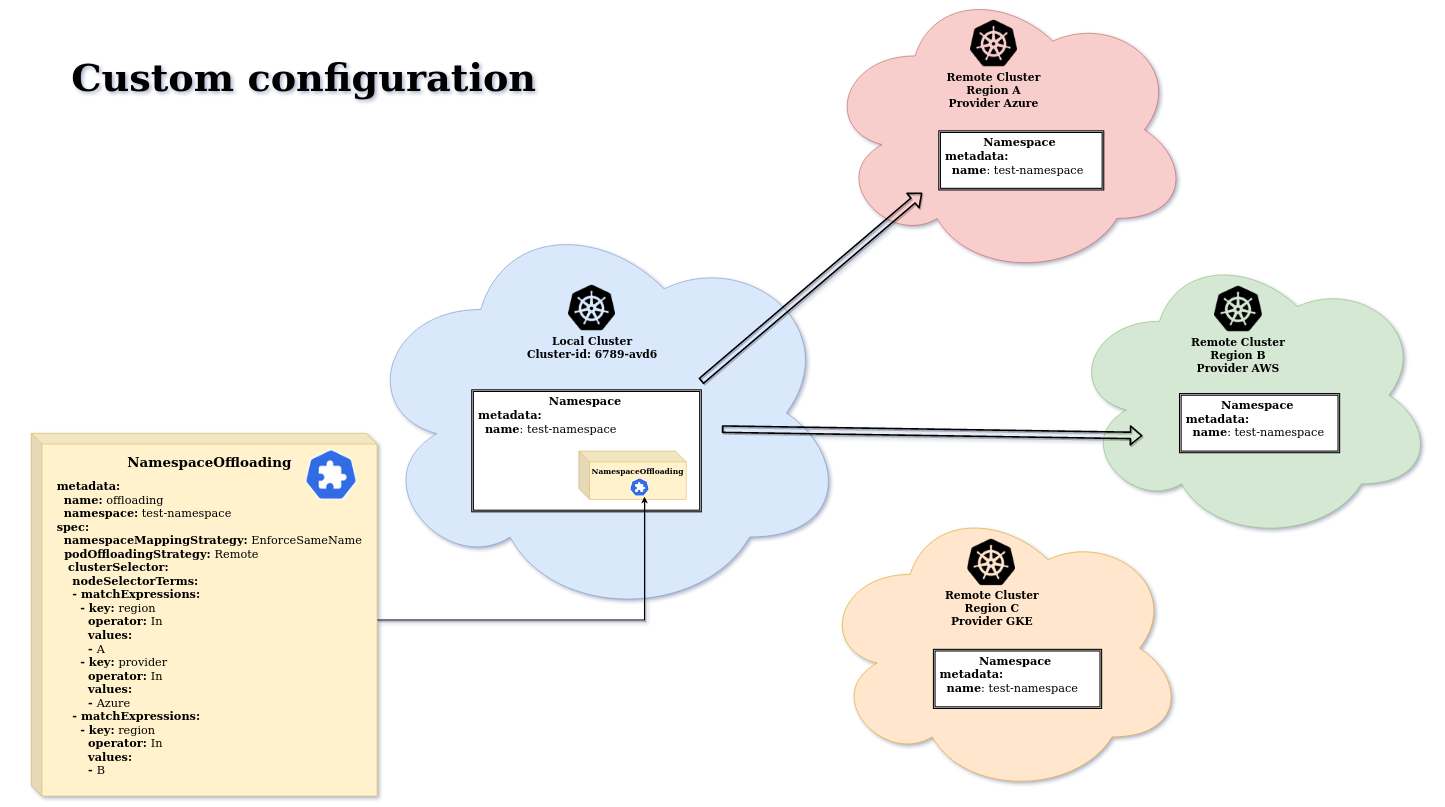 Custom configuration
Remote Cluster
Region A
Provider Azure
Namespace
metadata:
name: test-namespace
Local Cluster
Cluster-id: 6789-avd6
Namespace
metadata:
name: test-namespace
NamespaceOffloading
Remote Cluster
Region B
Provider AWS
Namespace
metadata:
name: test-namespace
NamespaceOffloading
metadata:
name: offloading
namespace: test-namespace
spec:
namespaceMappingStrategy: EnforceSameName
podOffloadingStrategy: Remote
clusterSelector:
nodeSelectorTerms:
- matchExpressions:
- key: region
operator: In
values:
- A
- key: provider
operator: In
values:
- Azure
- matchExpressions:
- key: region
operator: In
values:
- B
Remote Cluster
Region C
Provider GKE
Namespace
metadata:
name: test-namespace